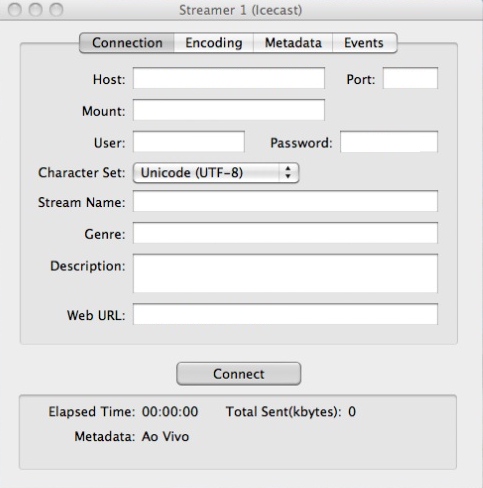 Streamer 1 (Icecast)
Connection Encoding Metadata Events
Host: Port:
Mount:
User: Password:
Character Set: Unicode (UTF-8)
Stream Name:
Genre:
Description:
Web URL:
Connect
Elapsed Time: 00:00:00 Total Sent(kbytes): 0
Metadata: Ao Vivo